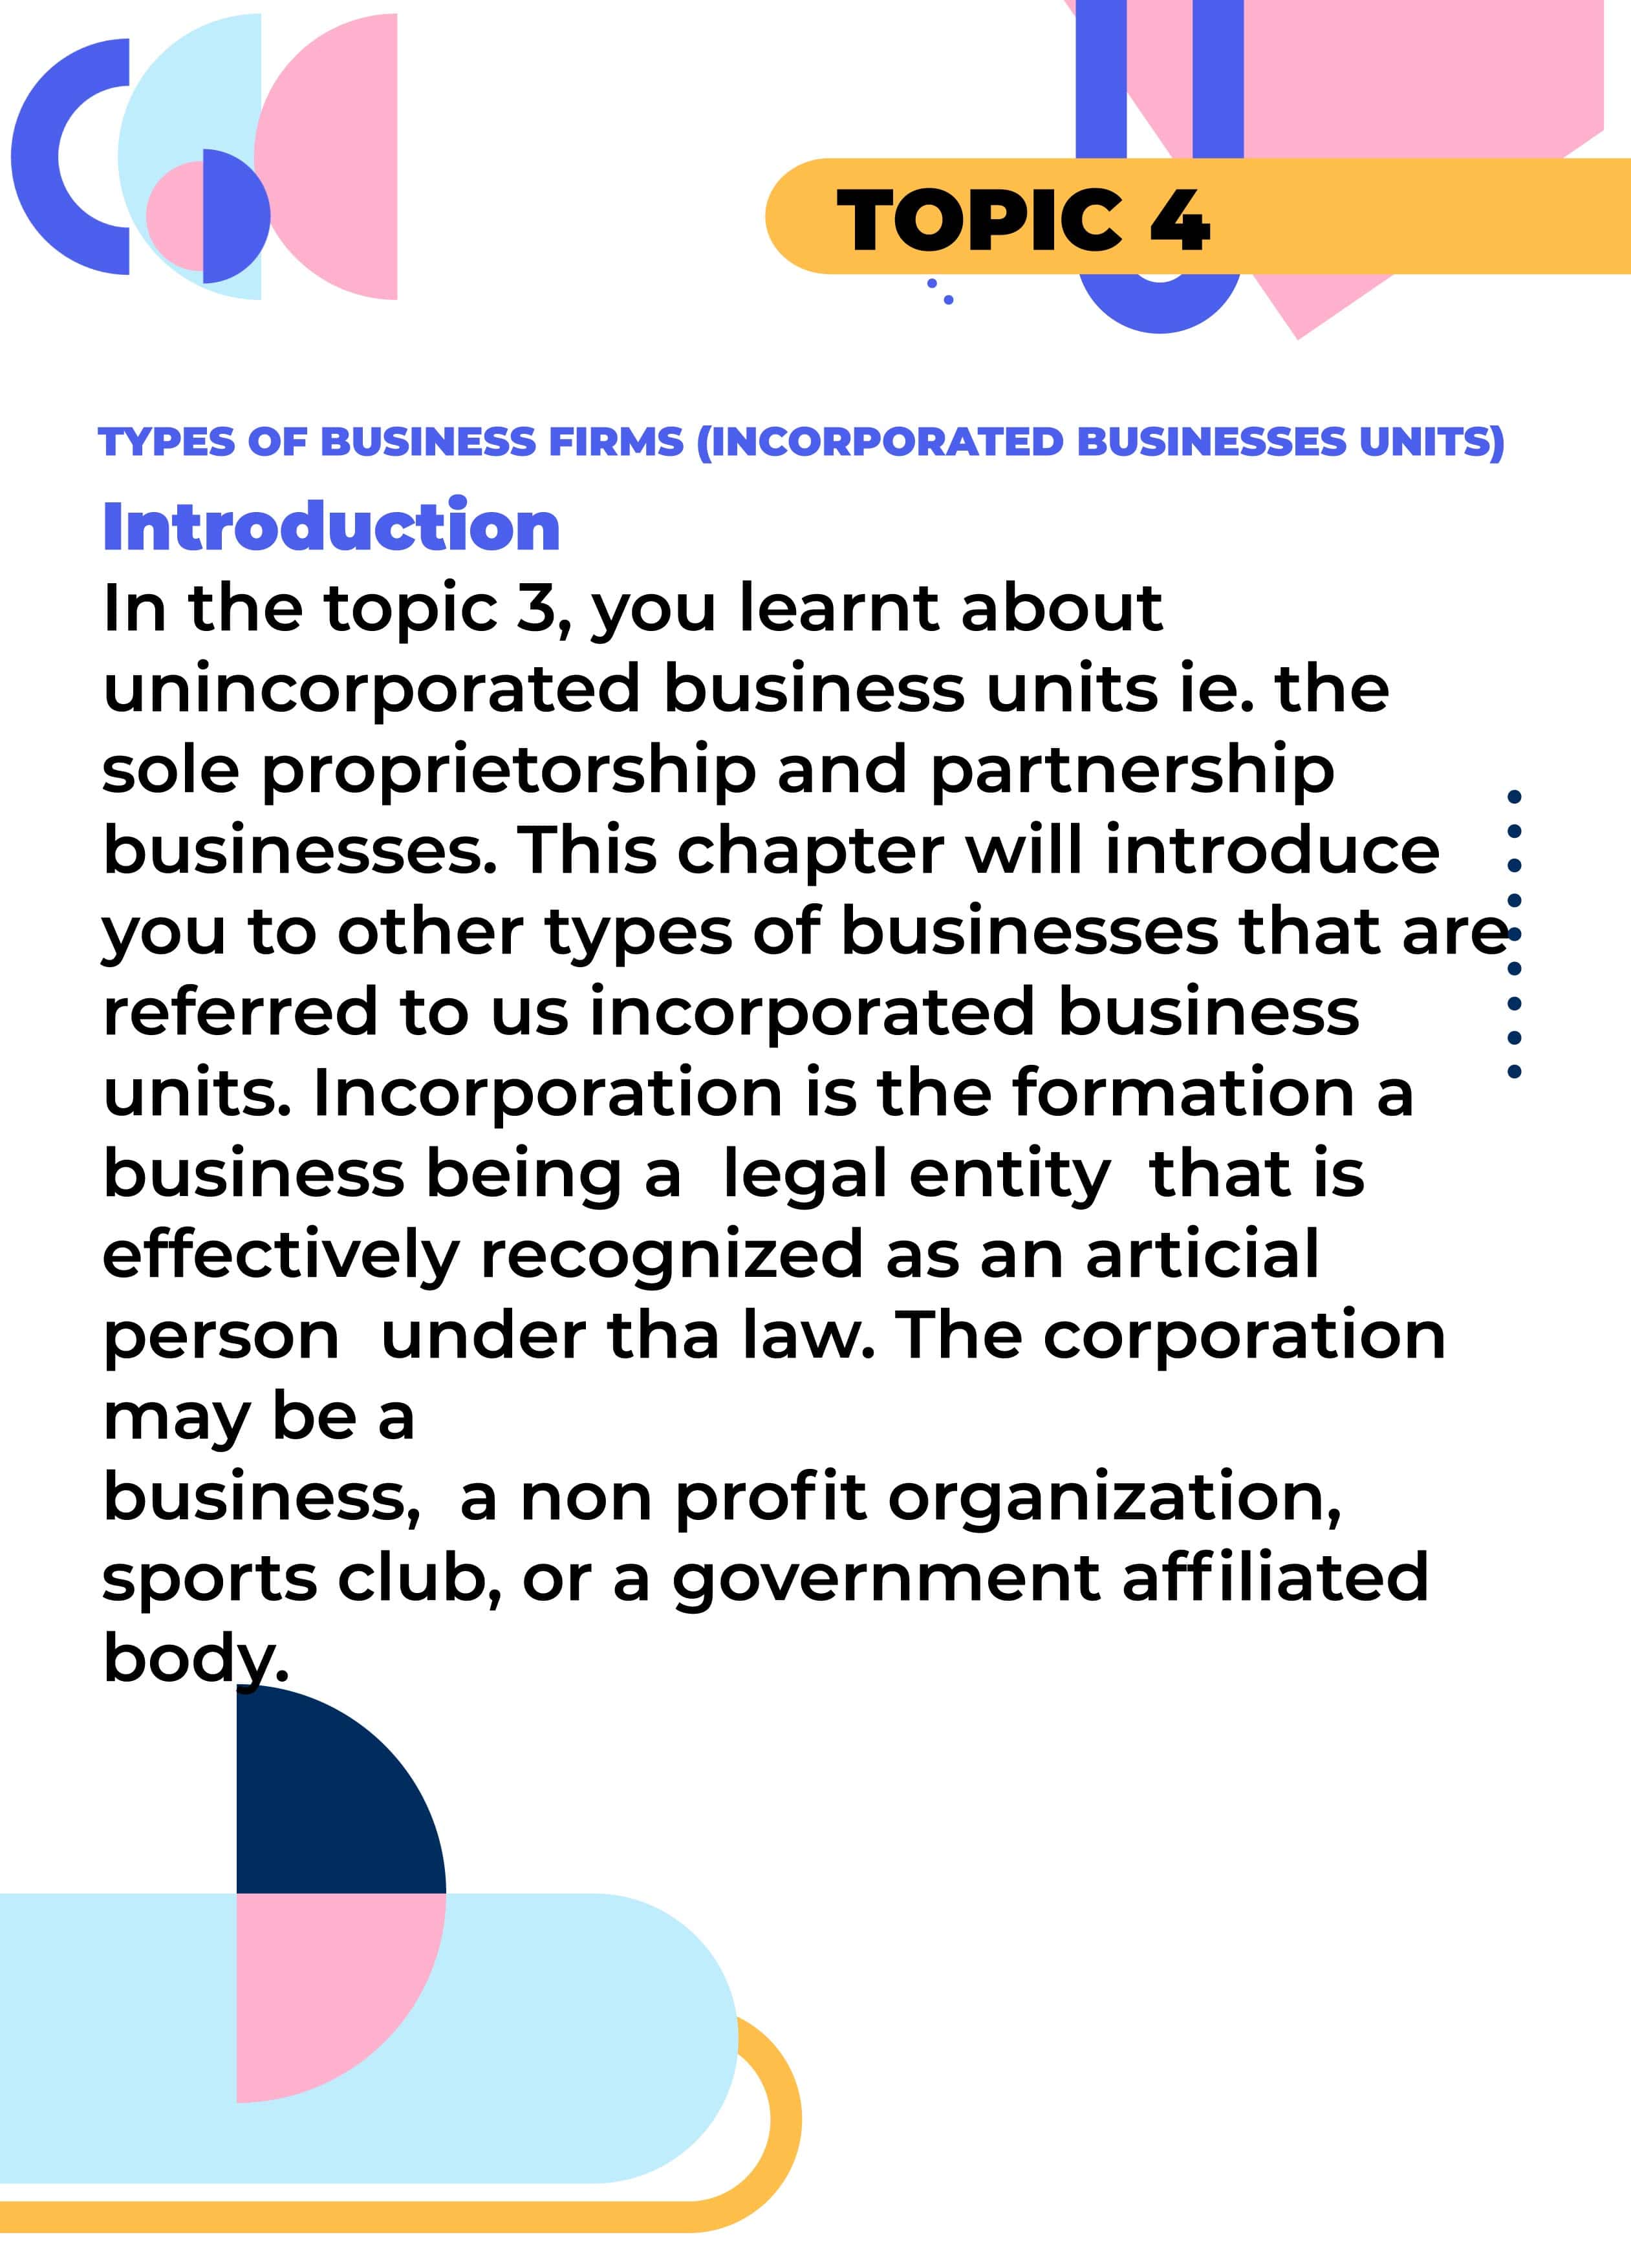 TOPIC 4
TYPES OF BUSINESS FIRMS (INCORPORATED BUSINESSES UNITS)
Introduction
In the topic 3, you learnt about
unincorporated business units ie. the
sole proprietorship and partnership
businesses. This chapter will introduce
you to other types of businesses that are
referred to us incorporated business
units. Incorporation is the formation a
business being a legal entity that is
effectively recognized as an articial
person under tha law. The corporation
may be a
business, a non profit organization,
sports club, or a government affiliated
body.